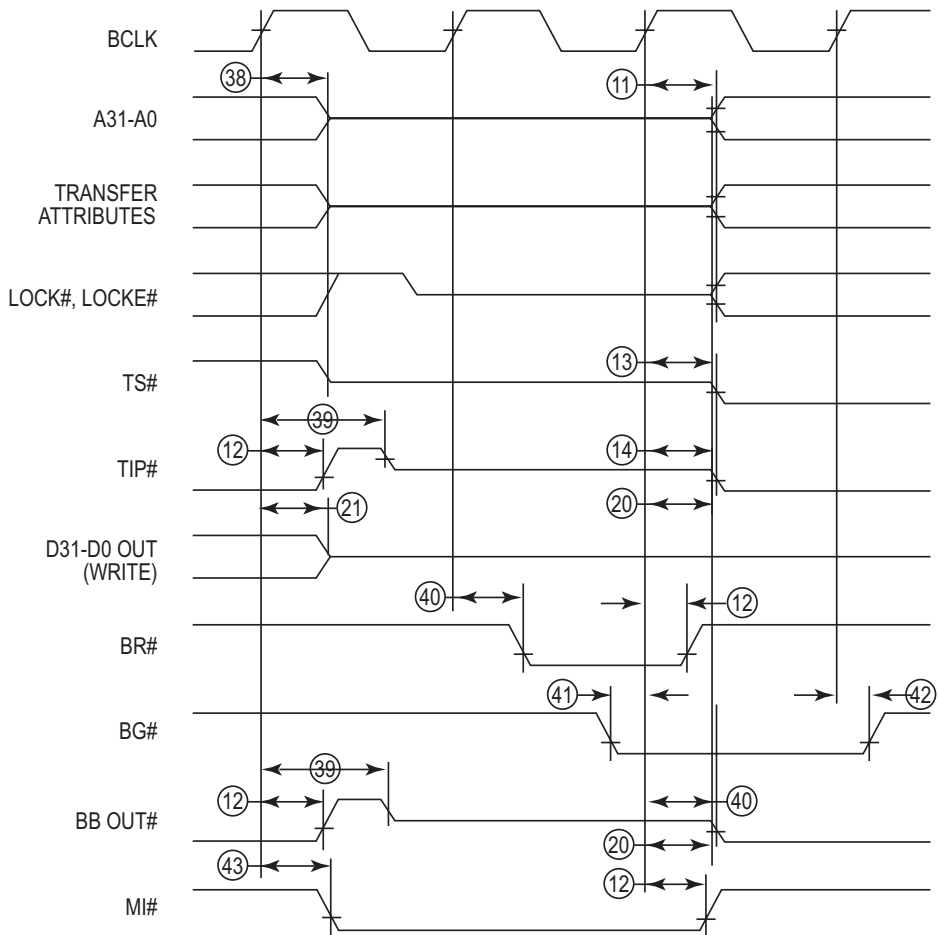 BCLK
38
11
A31-A0
TRANSFER
ATTRIBUTES
LOCK#, LOCKE#
13
TS#
39
12
14
TIP#
21
20
D31-D0 OUT
(WRITE)
40
12
BR#
41
42
BG#
39
12
40
BB OUT#
20
43
12
MI#